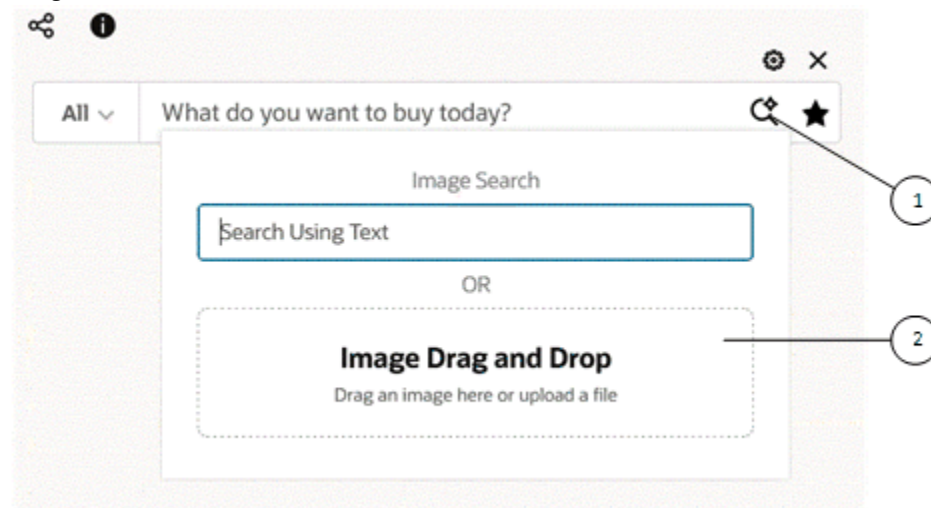 All
What do you want to buy today?
Image Search
1
Search Using Text
OR
2
Image Drag and Drop
Drag an image here or upload a file